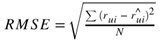 RMSE = √(∑ (r_ui − r^_ui)² / N)